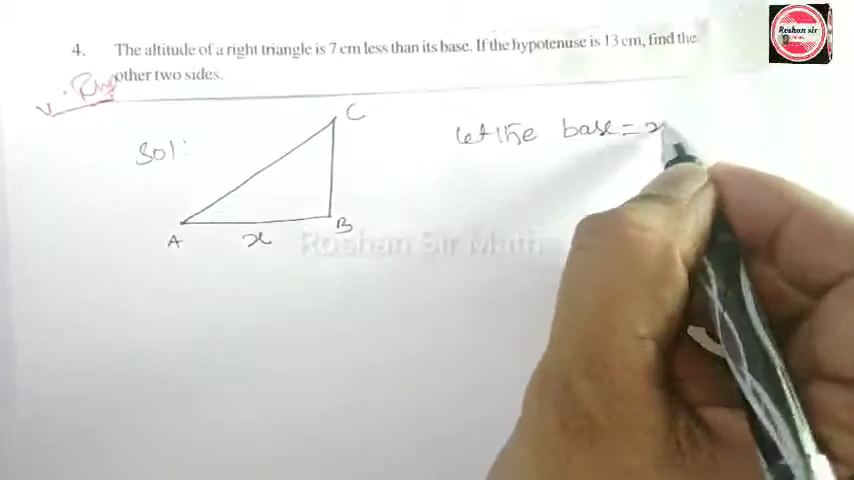 4. The altitude of a right triangle is 7 cm less than its base. If the hypotenuse is 13 cm, find the
other two sides.
Sol:
C
A
x
B
Let the base = x
Roshan Sir Math
Roshan sir